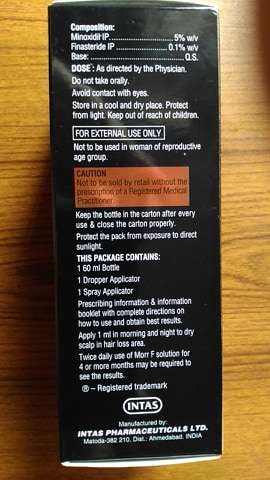 Composition:
Minoxidil IP....................................5% w/v
Finasteride IP...............................0.1% w/v
Base:.................................................Q.S.
DOSE : As directed by the Physician.
Do not take orally.
Avoid contact with eyes.
Store in a cool and dry place. Protect
from light. Keep out of reach of children.
FOR EXTERNAL USE ONLY
Not to be used in woman of reproductive
age group.
CAUTION
Not to be sold by retail without the
prescription of a Registered Medical
Practitioner
Keep the bottle in the carton after every
use & close the carton properly.
Protect the pack from exposure to direct
sunlight.
THIS PACKAGE CONTAINS:
1 60 ml Bottle
1 Dropper Applicator
1 Spray Applicator
Prescribing information & information
booklet with complete directions on
how to use and obtain best results.
Apply 1 ml in morning and night to dry
scalp in hair loss area.
Twice daily use of Morr F solution for
4 or more months may be required to
see the results.
® – Registered trademark
INTAS
Manufactured by:
INTAS PHARMACEUTICALS LTD.
Matoda-382 210, Dist.: Ahmedabad. INDIA